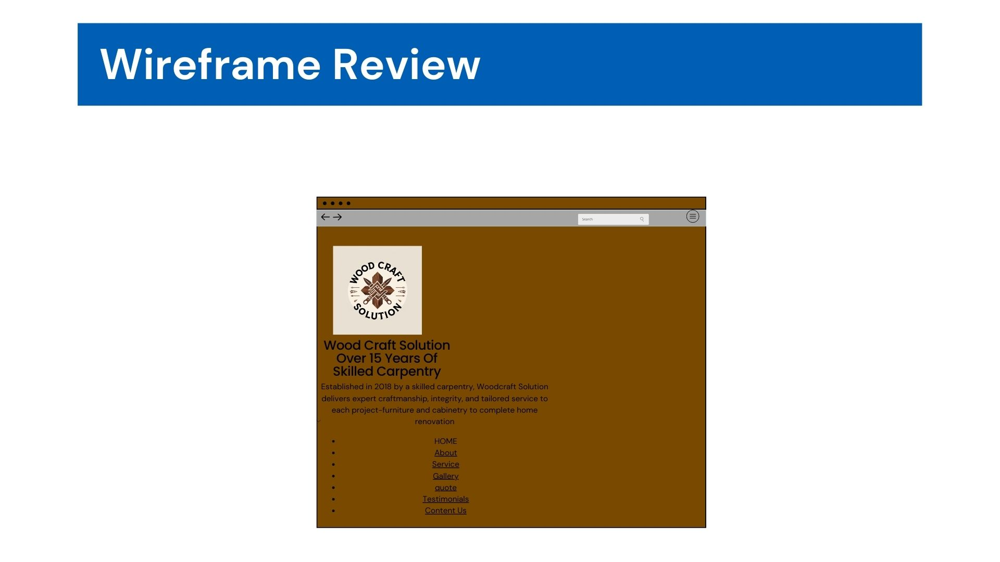 Wireframe Review
Search
WOOD CRAFT
SOLUTION
Wood Craft Solution
Over 15 Years Of
Skilled Carpentry
Established in 2018 by a skilled carpentry, Woodcraft Solution
delivers expert craftmanship, integrity, and tailored service to
each project-furniture and cabinetry to complete home
renovation
HOME
About
Service
Gallery
quote
Testimonials
Content Us